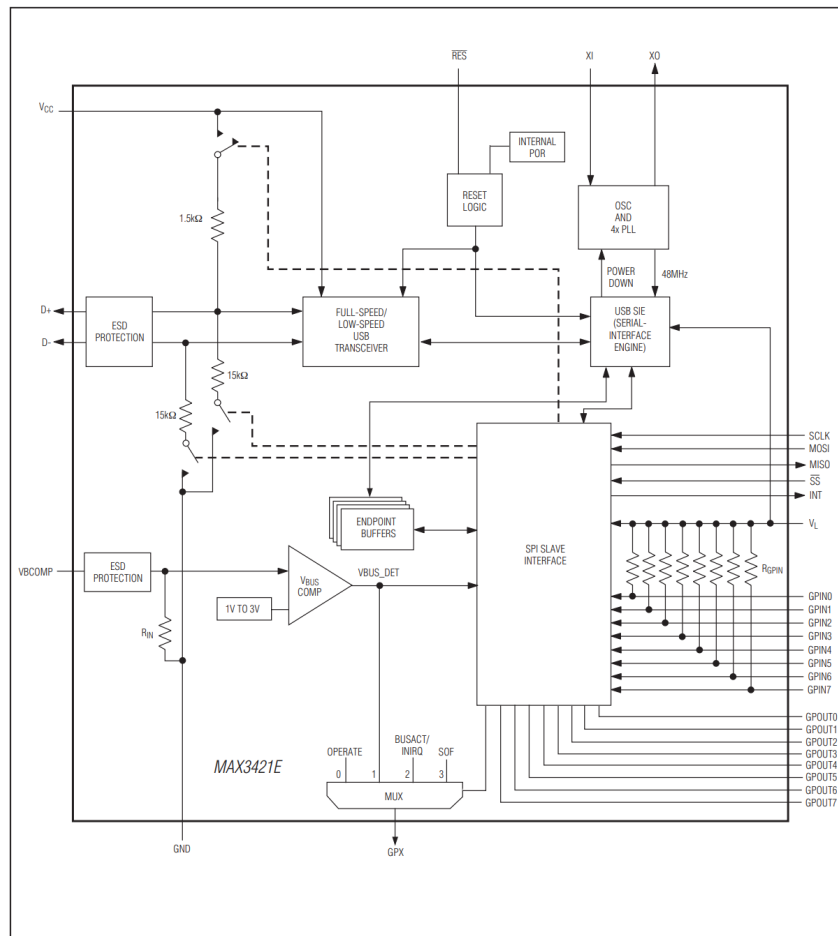 RES
XI
XO
VCC
INTERNAL
POR
RESET
LOGIC
OSC
AND
4x PLL
1.5kΩ
POWER
DOWN
48MHz
D+
D-
ESD
PROTECTION
FULL-SPEED/
LOW-SPEED
USB
TRANSCEIVER
USB SIE
(SERIAL-
INTERFACE
ENGINE)
15kΩ
15kΩ
SCLK
MOSI
MISO
SS
INT
VL
ENDPOINT
BUFFERS
SPI SLAVE
INTERFACE
RGPIN
VBCOMP
ESD
PROTECTION
VBUS
COMP
VBUS_DET
1V TO 3V
RIN
GPIN0
GPIN1
GPIN2
GPIN3
GPIN4
GPIN5
GPIN6
GPIN7
GPOUT0
GPOUT1
GPOUT2
GPOUT3
GPOUT4
GPOUT5
GPOUT6
GPOUT7
MAX3421E
OPERATE
BUSACT/
INIRQ
SOF
0
1
2
3
MUX
GND
GPX